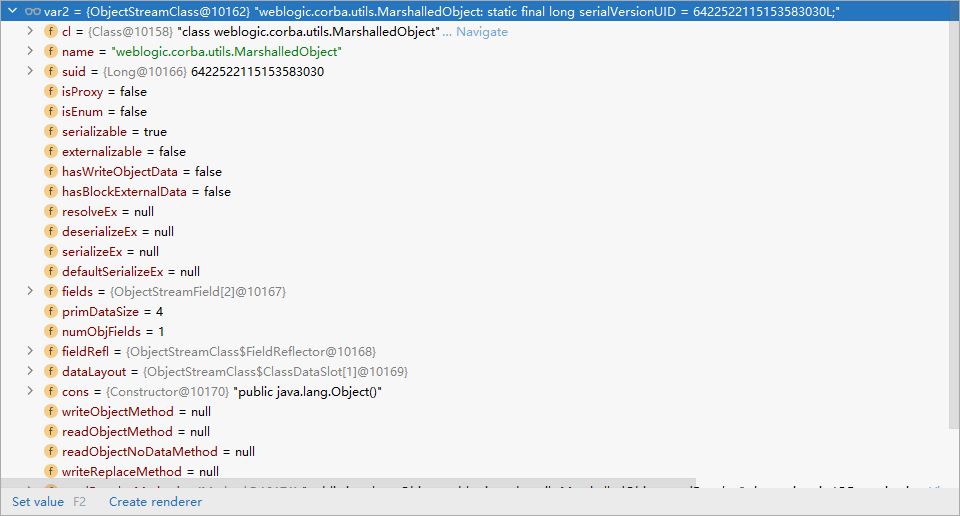 var2 = {ObjectStreamClass@10162} "weblogic.corba.utils.MarshalledObject: static final long serialVersionUID = 6422522115153583030L;"
f cl = {Class@10158} "class weblogic.corba.utils.MarshalledObject" ... Navigate
f name = "weblogic.corba.utils.MarshalledObject"
f suid = {Long@10166} 6422522115153583030
f isProxy = false
f isEnum = false
f serializable = true
f externalizable = false
f hasWriteObjectData = false
f hasBlockExternalData = false
f resolveEx = null
f deserializeEx = null
f serializeEx = null
f defaultSerializeEx = null
f fields = {ObjectStreamField[2]@10167}
f primDataSize = 4
f numObjFields = 1
f fieldRefl = {ObjectStreamClass$FieldReflector@10168}
f dataLayout = {ObjectStreamClass$ClassDataSlot[1]@10169}
f cons = {Constructor@10170} "public java.lang.Object()"
f writeObjectMethod = null
f readObjectMethod = null
f readObjectNoDataMethod = null
f writeReplaceMethod = null
Set value F2 Create renderer